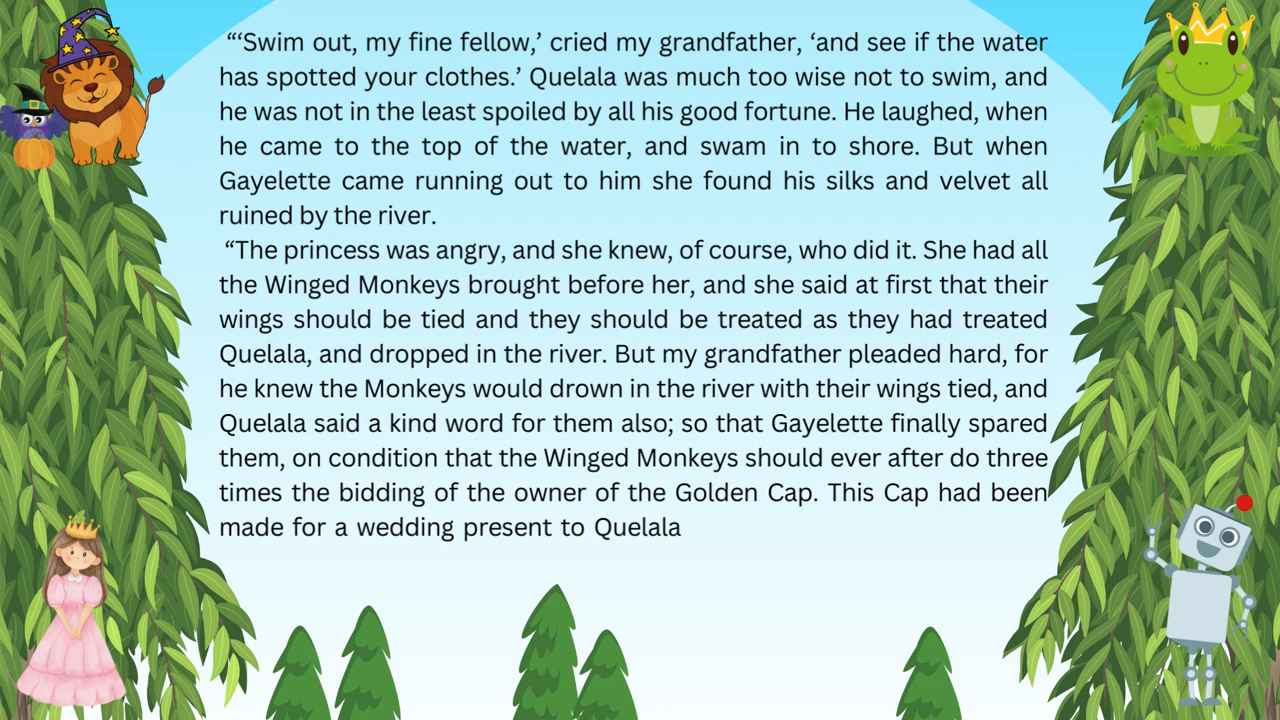 “‘Swim out, my fine fellow,’ cried my grandfather, ‘and see if the water
has spotted your clothes.’ Quelala was much too wise not to swim, and
he was not in the least spoiled by all his good fortune. He laughed, when
he came to the top of the water, and swam in to shore. But when
Gayelette came running out to him she found his silks and velvet all
ruined by the river.
“The princess was angry, and she knew, of course, who did it. She had all
the Winged Monkeys brought before her, and she said at first that their
wings should be tied and they should be treated as they had treated
Quelala, and dropped in the river. But my grandfather pleaded hard, for
he knew the Monkeys would drown in the river with their wings tied, and
Quelala said a kind word for them also; so that Gayelette finally spared
them, on condition that the Winged Monkeys should ever after do three
times the bidding of the owner of the Golden Cap. This Cap had been
made for a wedding present to Quelala